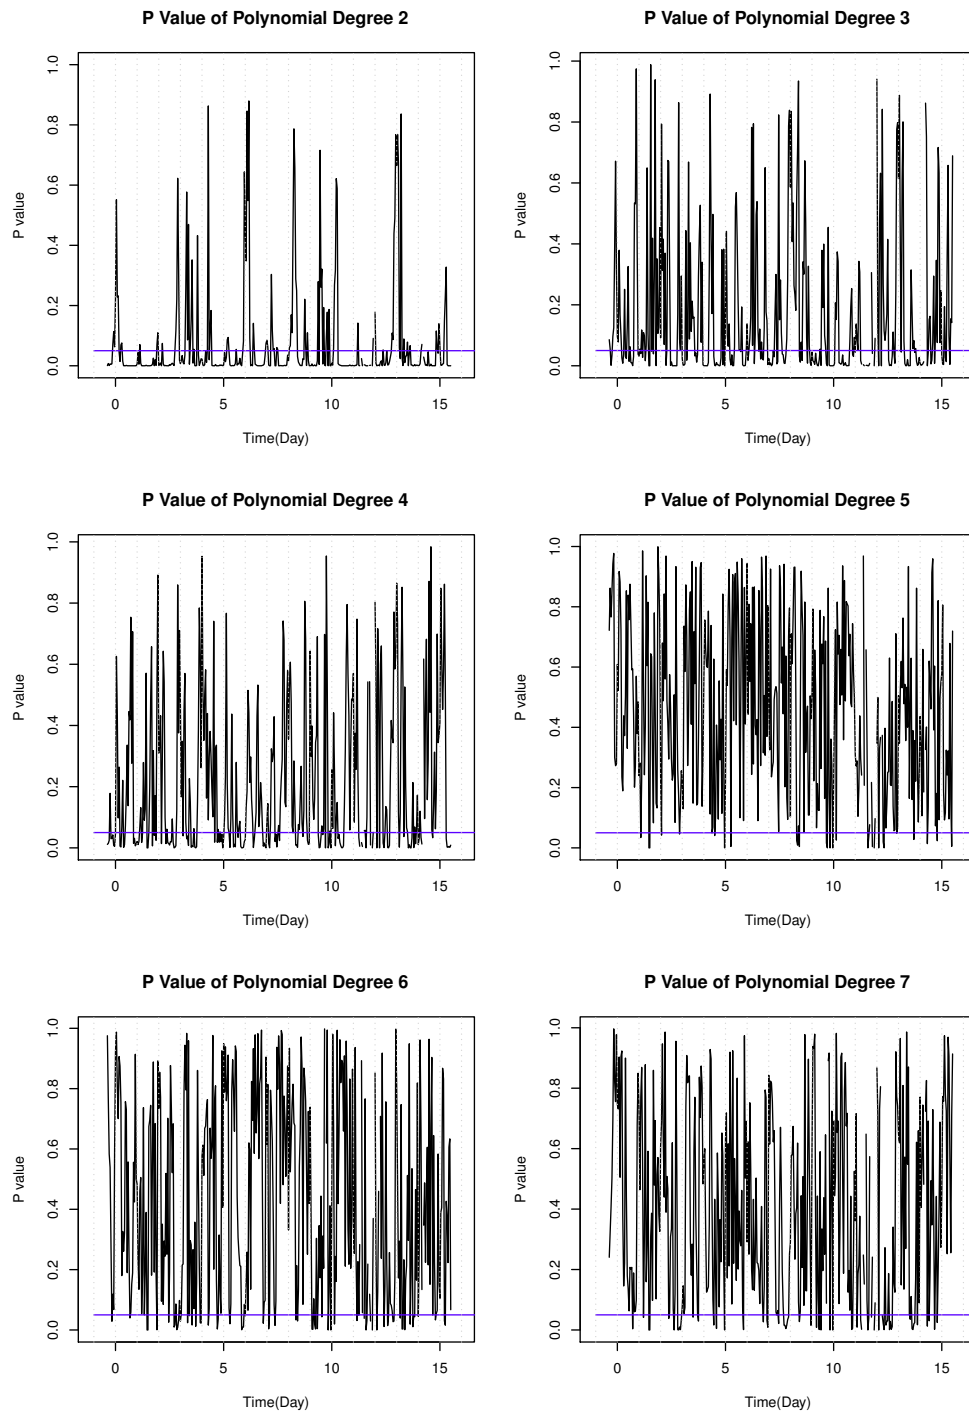 P Value of Polynomial Degree 2
P value
0.0 0.2 0.4 0.6 0.8 1.0
0 5 10 15
Time(Day)
P Value of Polynomial Degree 3
P value
0.0 0.2 0.4 0.6 0.8 1.0
0 5 10 15
Time(Day)
P Value of Polynomial Degree 4
P value
0.0 0.2 0.4 0.6 0.8 1.0
0 5 10 15
Time(Day)
P Value of Polynomial Degree 5
P value
0.0 0.2 0.4 0.6 0.8 1.0
0 5 10 15
Time(Day)
P Value of Polynomial Degree 6
P value
0.0 0.2 0.4 0.6 0.8 1.0
0 5 10 15
Time(Day)
P Value of Polynomial Degree 7
P value
0.0 0.2 0.4 0.6 0.8 1.0
0 5 10 15
Time(Day)